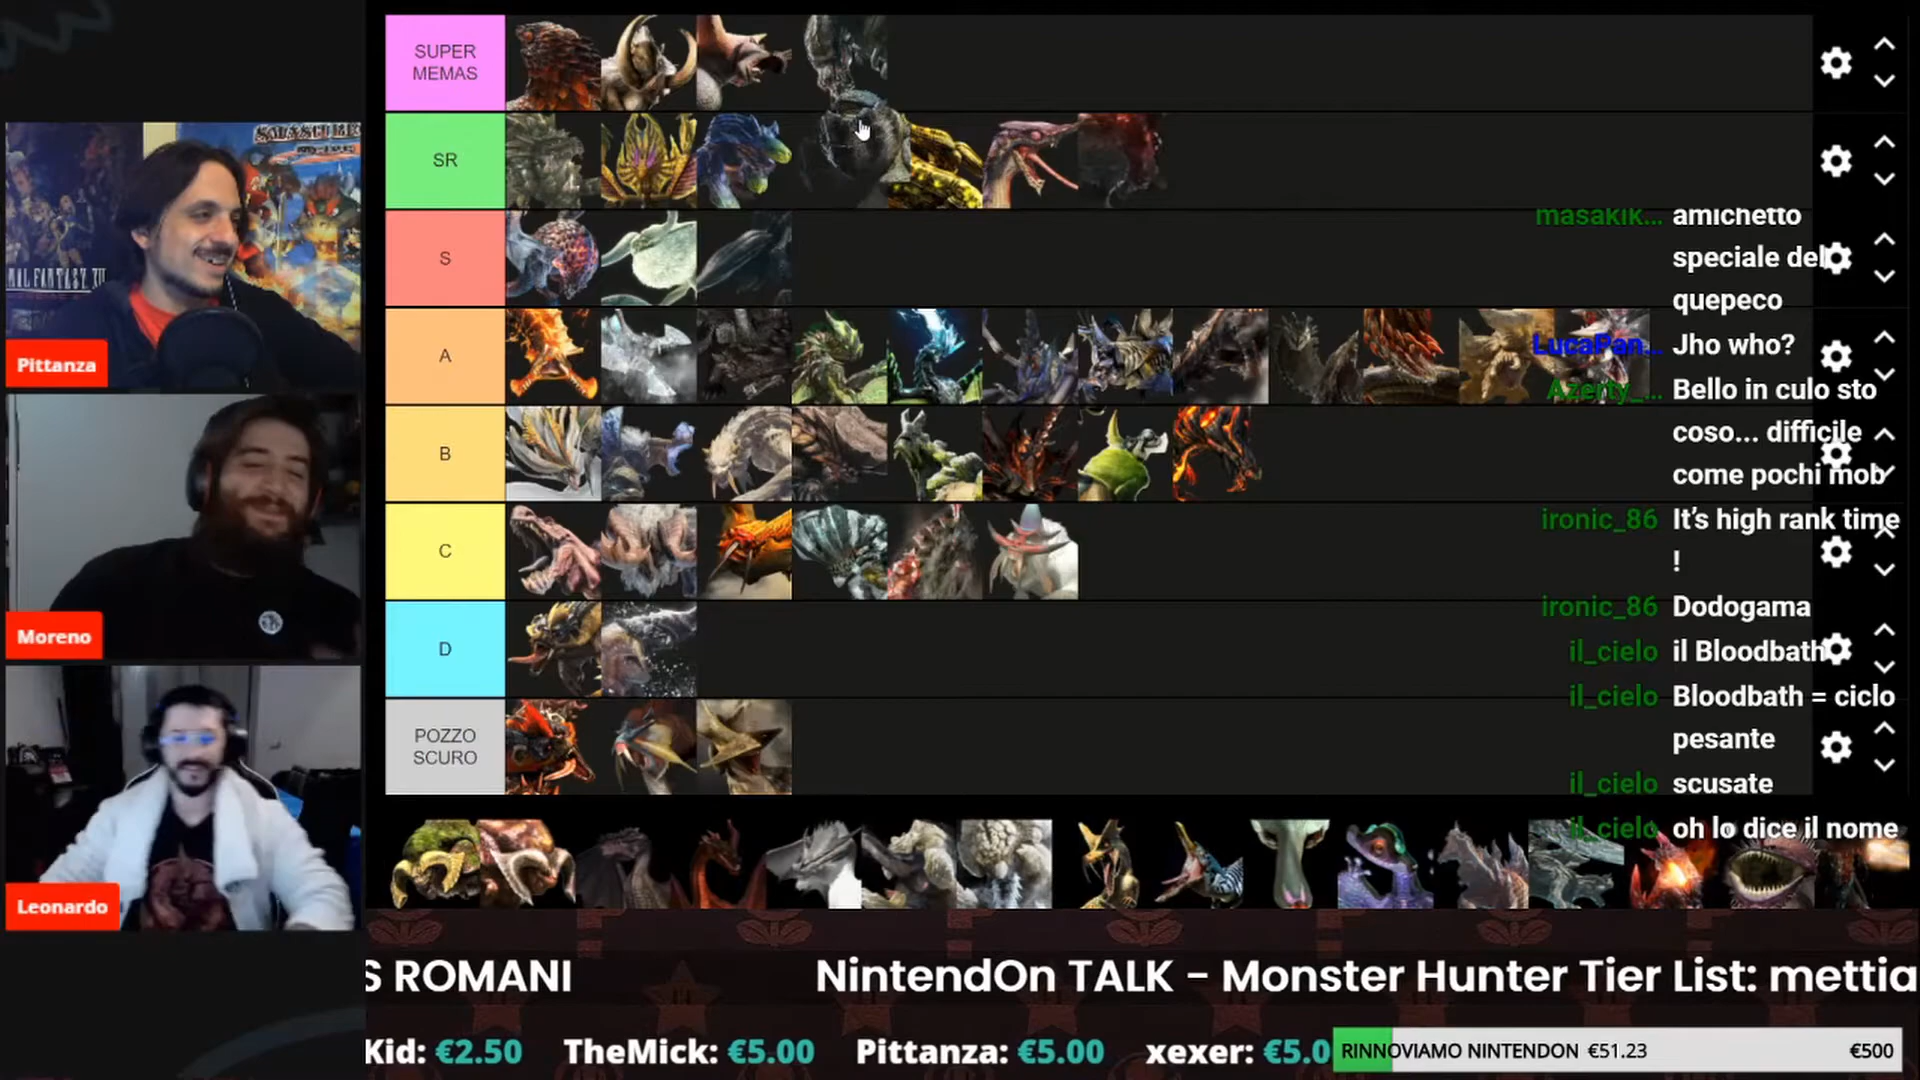 SUPER
MEMAS
SR
S
A
B
C
D
POZZO
SCURO
Pittanza
Moreno
Leonardo
masakik... amichetto
speciale del
quepeco
LucaPan... Jho who?
Azerty_... Bello in culo sto
coso... difficile
come pochi mob
ironic_86 It's high rank time
!
ironic_86 Dodogama
il_cielo il Bloodbath
il_cielo Bloodbath = ciclo
pesante
il_cielo scusate
il_cielo oh lo dice il nome
S ROMANI NintendOn TALK - Monster Hunter Tier List: mettia
Kid: €2.50 TheMick: €5.00 Pittanza: €5.00 xexer: €5.0
RINNOVIAMO NINTENDON €51.23 €500